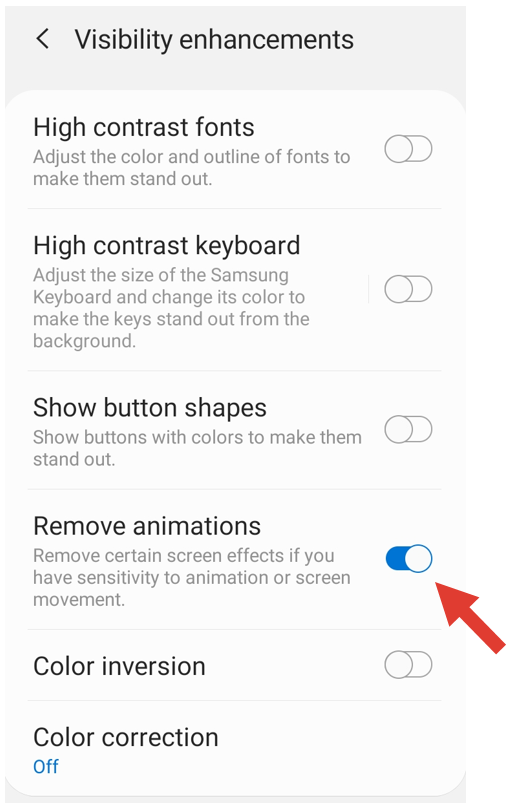 Visibility enhancements
High contrast fonts
Adjust the color and outline of fonts to
make them stand out.
High contrast keyboard
Adjust the size of the Samsung
Keyboard and change its color to
make the keys stand out from the
background.
Show button shapes
Show buttons with colors to make them
stand out.
Remove animations
Remove certain screen effects if you
have sensitivity to animation or screen
movement.
Color inversion
Color correction
Off